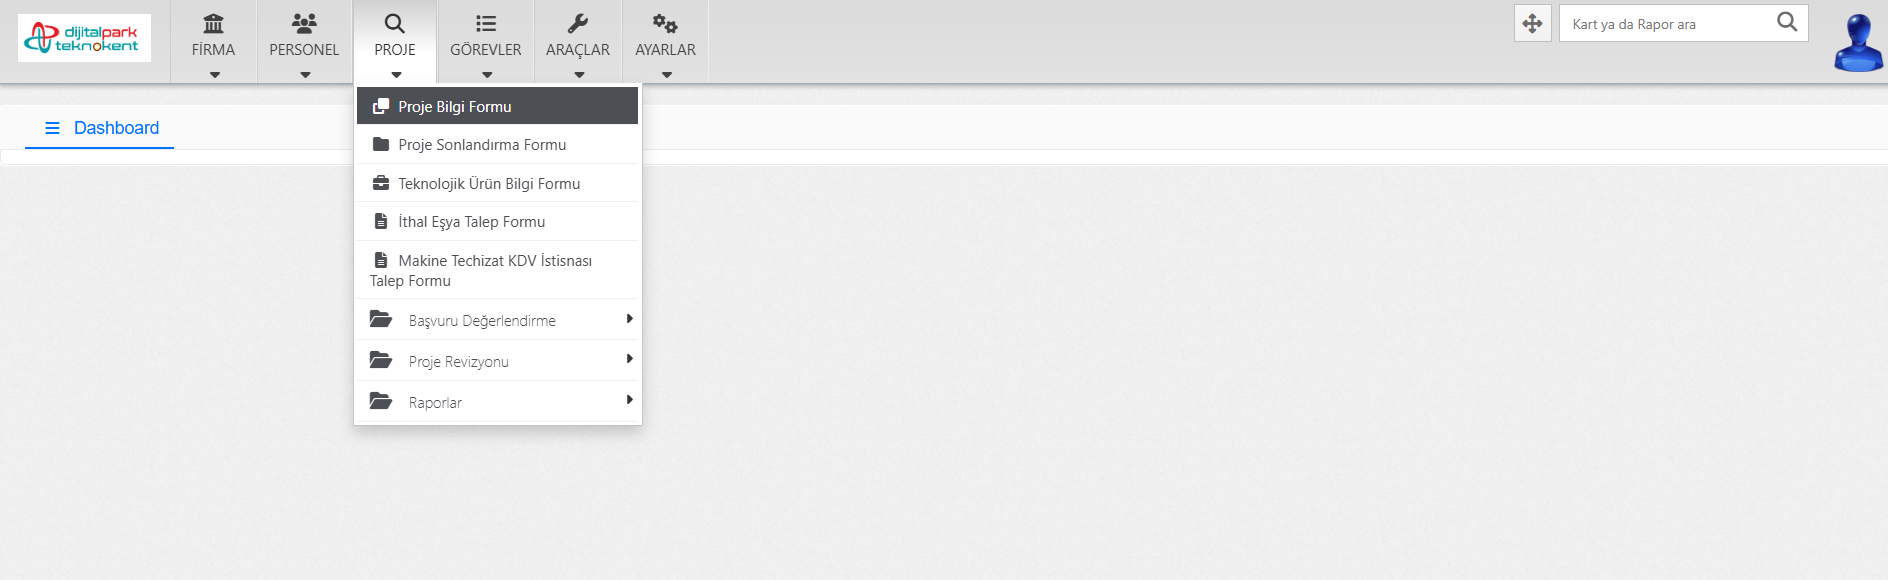 dijitalpark
teknokent
FİRMA
PERSONEL
PROJE
GÖREVLER
ARAÇLAR
AYARLAR
Kart ya da Rapor ara
Dashboard
Proje Bilgi Formu
Proje Sonlandırma Formu
Teknolojik Ürün Bilgi Formu
İthal Eşya Talep Formu
Makine Techizat KDV İstisnası
Talep Formu
Başvuru Değerlendirme
Proje Revizyonu
Raporlar